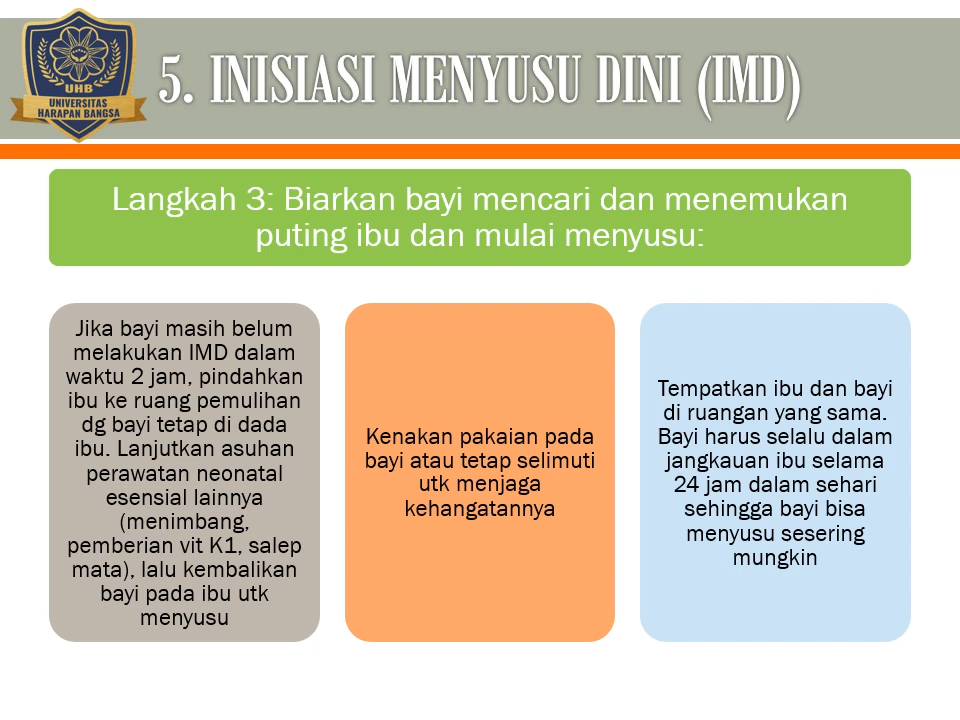 UHB
UNIVERSITAS
HARAPAN BANGSA
5. INISIASI MENYUSU DINI (IMD)
Langkah 3: Biarkan bayi mencari dan menemukan
puting ibu dan mulai menyusu:
Jika bayi masih belum
melakukan IMD dalam
waktu 2 jam, pindahkan
ibu ke ruang pemulihan
dg bayi tetap di dada
ibu. Lanjutkan asuhan
perawatan neonatal
esensial lainnya
(menimbang,
pemberian vit K1, salep
mata), lalu kembalikan
bayi pada ibu utk
menyusu
Kenakan pakaian pada
bayi atau tetap selimuti
utk menjaga
kehangatannya
Tempatkan ibu dan bayi
di ruangan yang sama.
Bayi harus selalu dalam
jangkauan ibu selama
24 jam dalam sehari
sehingga bayi bisa
menyusu sesering
mungkin